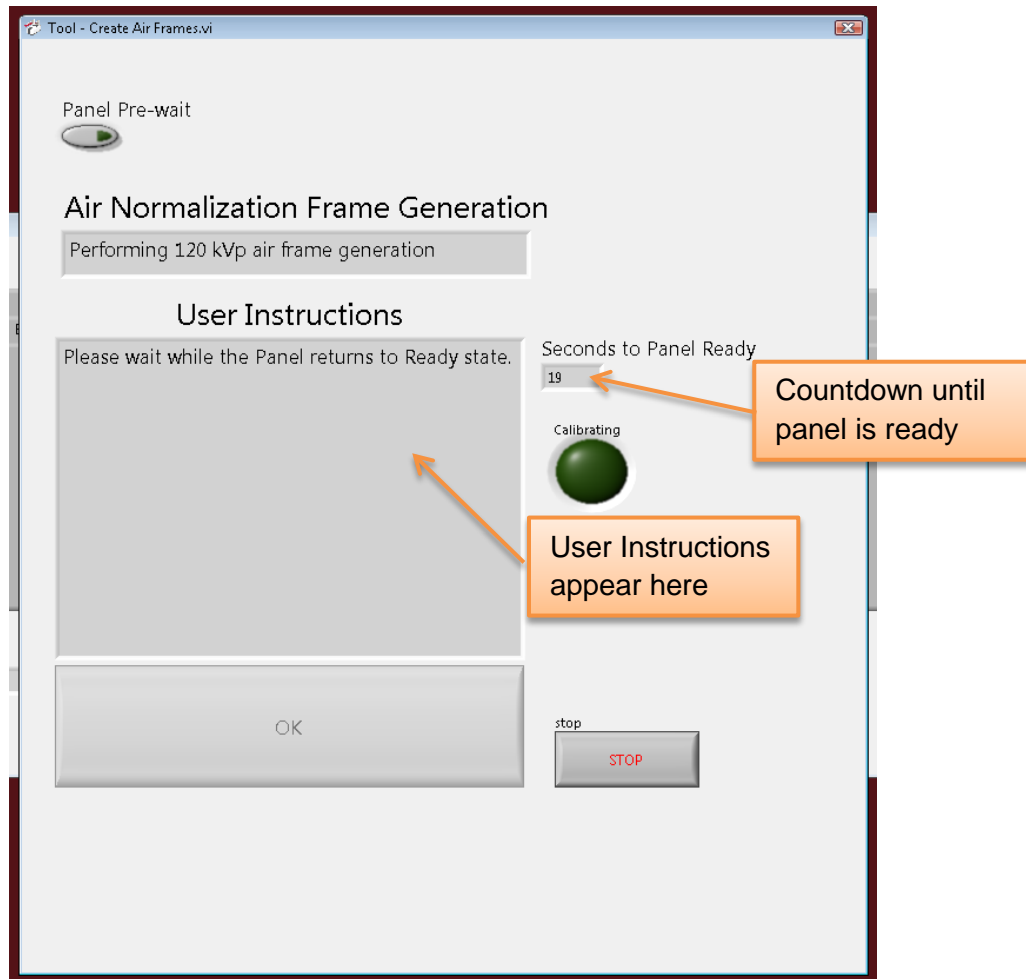 Tool - Create Air Frames.vi
Panel Pre-wait
Air Normalization Frame Generation
Performing 120 kVp air frame generation
User Instructions
Please wait while the Panel returns to Ready state.
Seconds to Panel Ready
19
Countdown until
panel is ready
Calibrating
User Instructions
appear here
OK
stop
STOP